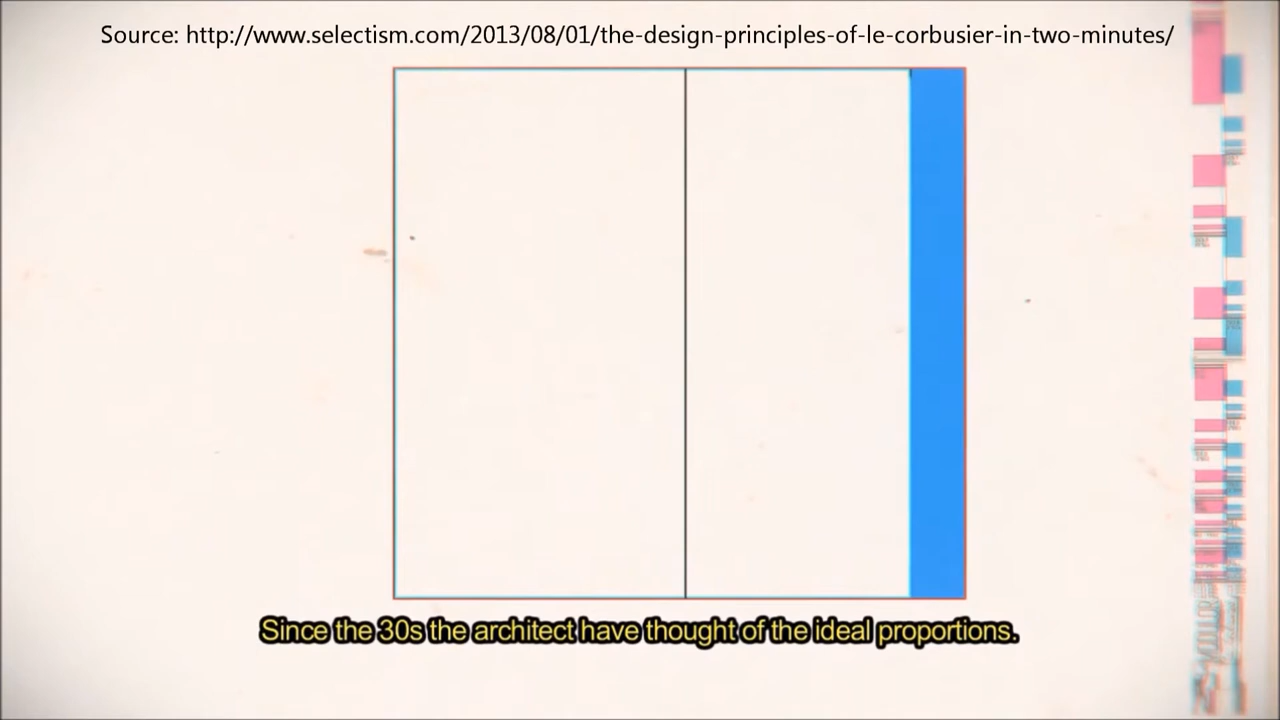 Source: http://www.selectism.com/2013/08/01/the-design-principles-of-le-corbusier-in-two-minutes/
Since the 30s the architect have thought of the ideal proportions.